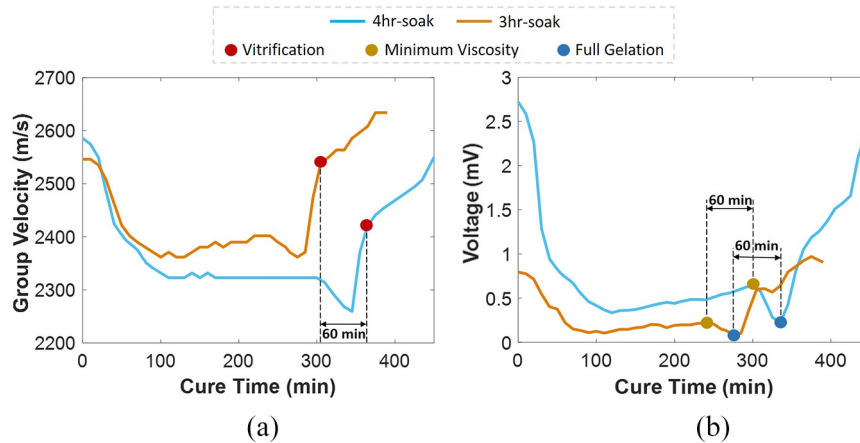 4hr-soak 3hr-soak
Vitrification Minimum Viscosity Full Gelation
2700
2600
2500
2400
2300
2200
Group Velocity (m/s)
60 min
0 100 200 300 400
Cure Time (min)
(a)
3
2.5
2
1.5
1
0.5
0
Voltage (mV)
60 min
60 min
0 100 200 300 400
Cure Time (min)
(b)